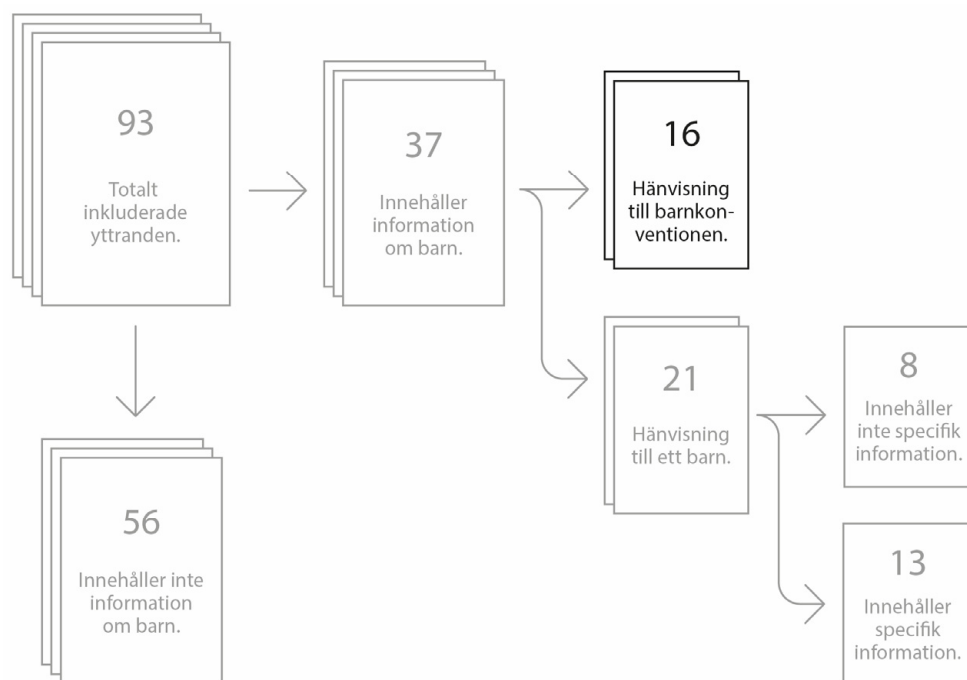 93
Totalt
inkluderade
yttranden.
37
Innehåller
information
om barn.
16
Hänvisning
till barnkon-
ventionen.
21
Hänvisning
till ett barn.
8
Innehåller
inte specifik
information.
56
Innehåller inte
information
om barn.
13
Innehåller
specifik
information.